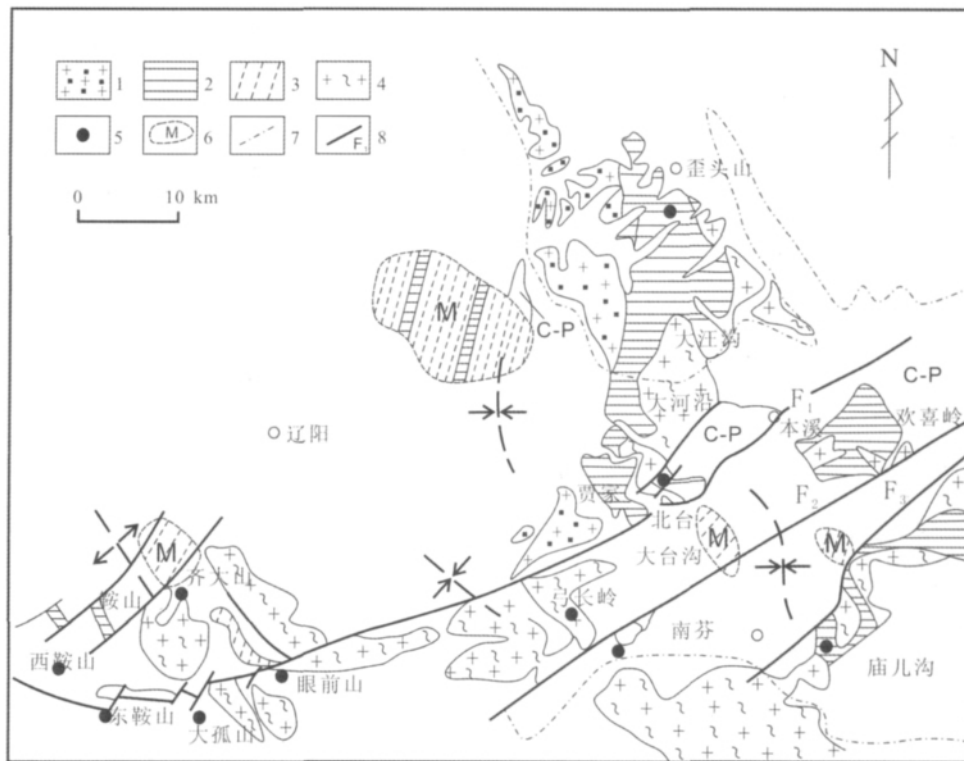 1 2 3 4
5 M 6 7 F₁ 8
0 10 km
N
歪头山
M
C-P
大汪沟
大河沿
F₁
C-P
C-P
本溪
欢喜岭
辽阳
贾家
F₂
F₃
北台
M
M
大台沟
M
齐大山
鞍山
弓长岭
南芬
西鞍山
眼前山
庙儿沟
东鞍山
大孤山